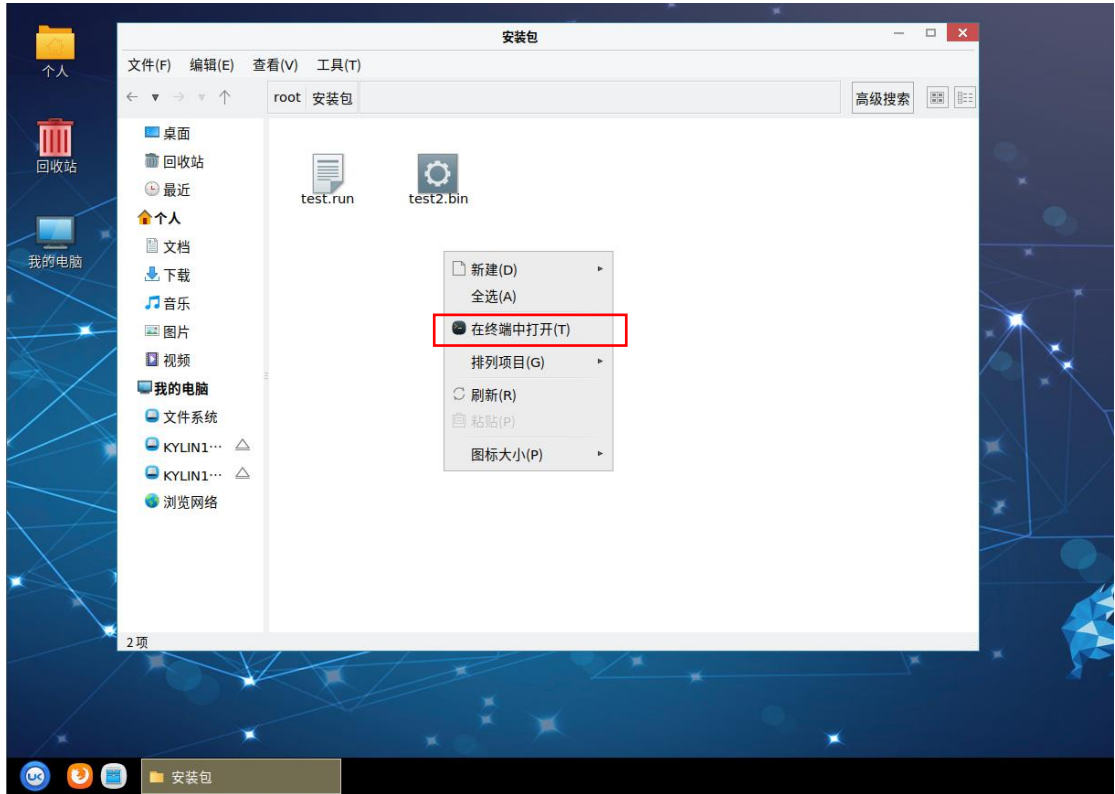 安装包
个人
文件(F) 编辑(E) 查看(V) 工具(T)
root 安装包 高级搜索
回收站
我的电脑
桌面
回收站
最近
个人
文档
下载
音乐
图片
视频
我的电脑
文件系统
KYLIN1…
KYLIN1…
浏览网络
test.run test2.bin
新建(D)
全选(A)
在终端中打开(T)
排列项目(G)
刷新(R)
粘贴(P)
图标大小(P)
2 项
UK 安装包